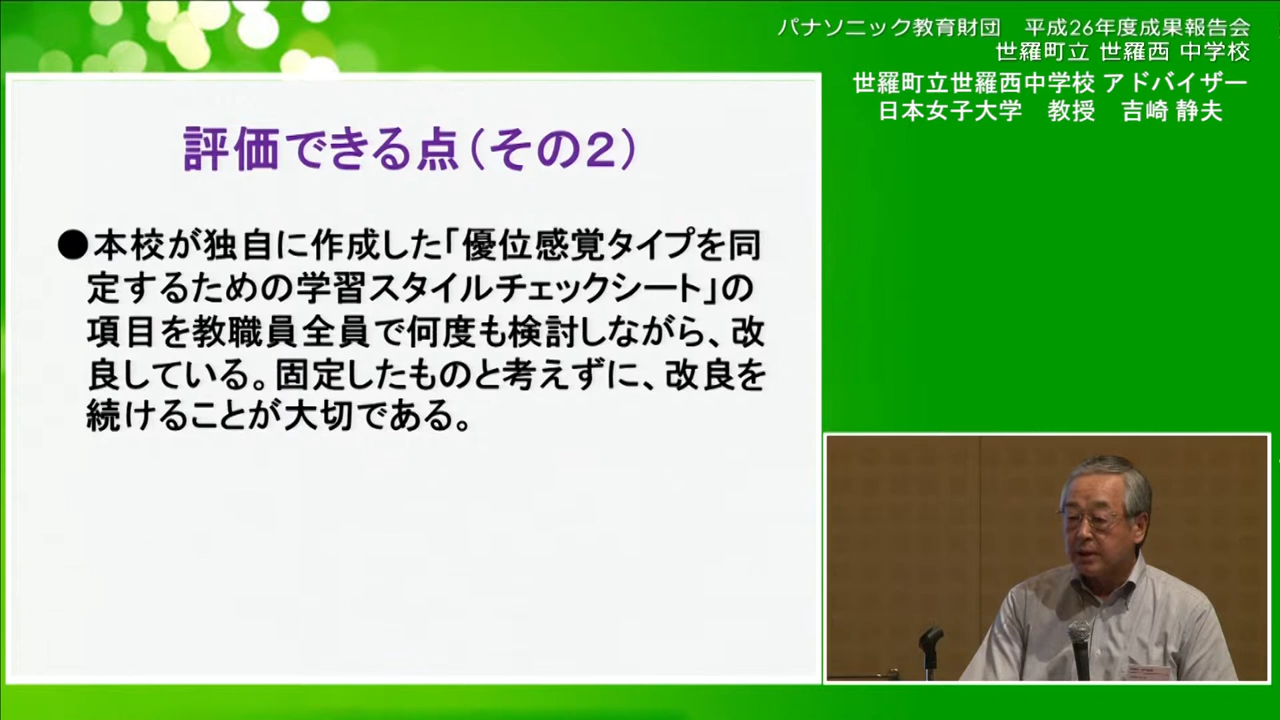 パナソニック教育財団　平成26年度成果報告会
世羅町立 世羅西 中学校
世羅町立世羅西中学校 アドバイザー
日本女子大学　教授　吉崎 静夫
評価できる点（その２）
●本校が独自に作成した「優位感覚タイプを同
定するための学習スタイルチェックシート」の
項目を教職員全員で何度も検討しながら、改
良している。固定したものと考えずに、改良を
続けることが大切である。